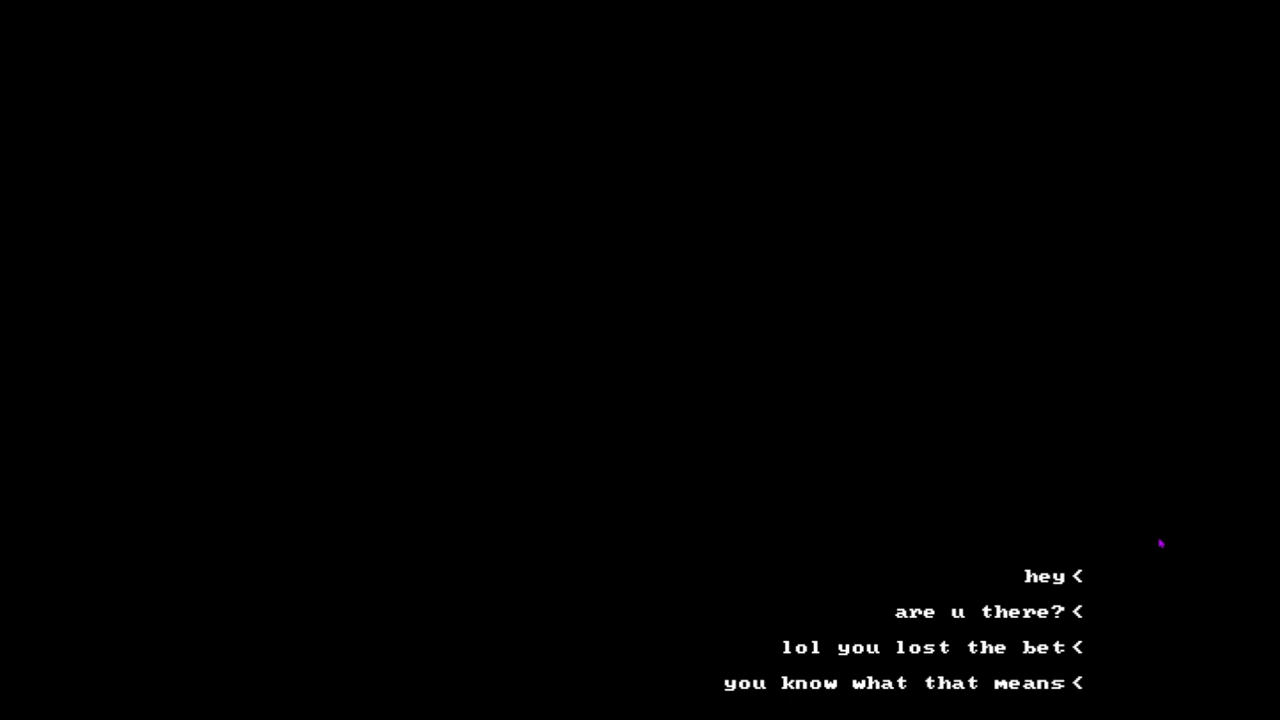 hey <
are u there? <
lol you lost the bet <
you know what that means <